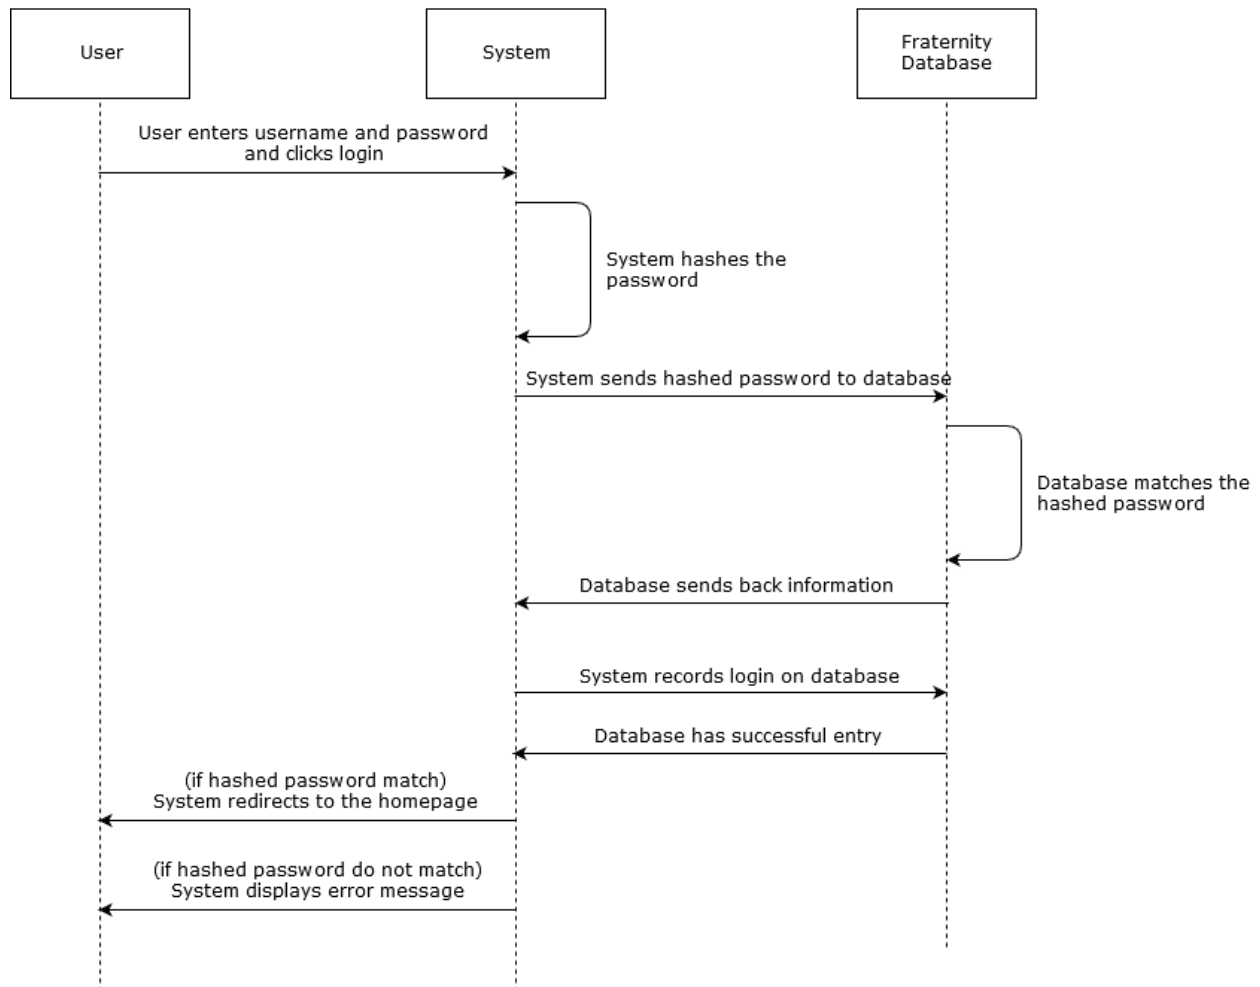 User
System
Fraternity
Database
User enters username and password
and clicks login
System hashes the
password
System sends hashed password to database
Database matches the
hashed password
Database sends back information
System records login on database
Database has successful entry
(if hashed password match)
System redirects to the homepage
(if hashed password do not match)
System displays error message